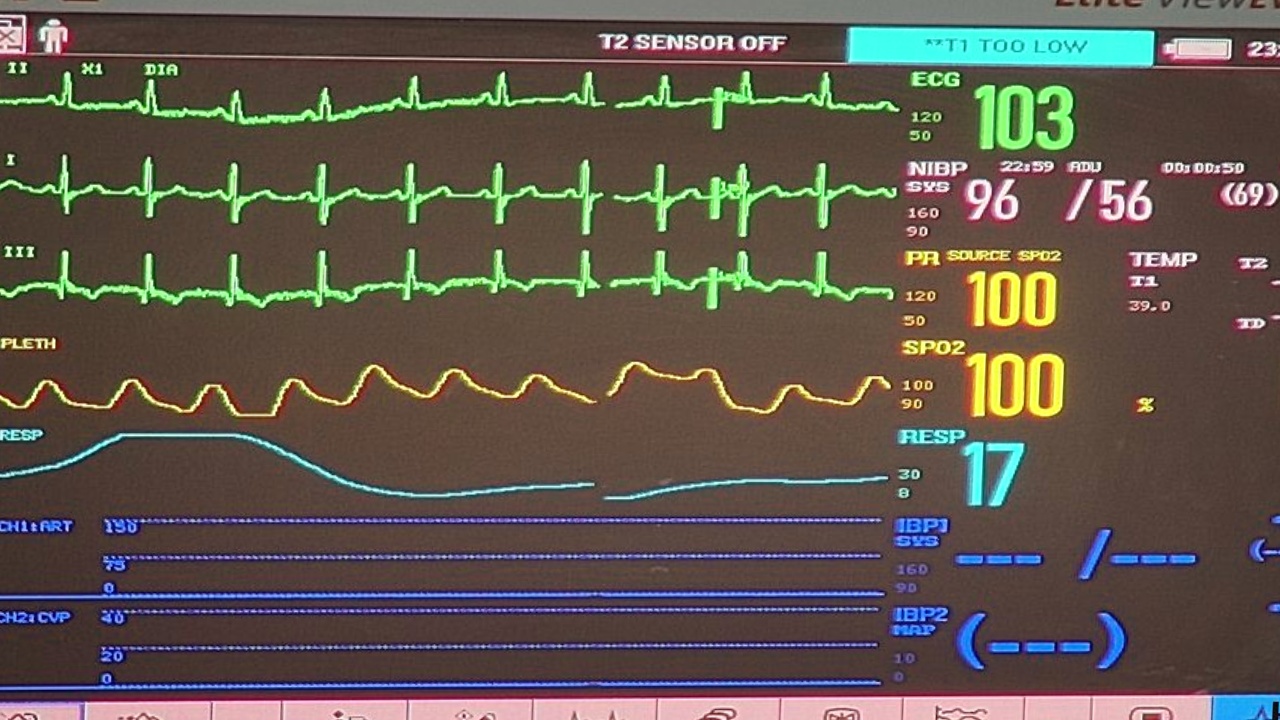 Elite ViewEv
T2 SENSOR OFF **T1 TOO LOW 23:
II X1 DIA
ECG 103
120
50
I
NIBP 22:59 ADU 00:00:50
SYS 96 /56 (69)
160
90
III
PR SOURCE SPO2 100
120
50
TEMP T2
T1
39.0
TD
PLETH
SPO2 100 %
100
90
RESP
RESP 17
30
8
CH1:ART 150
75
0
IBP1
SYS --- /---
160
90
(-
CH2:CVP 40
20
0
IBP2
MAP (---)
10
0